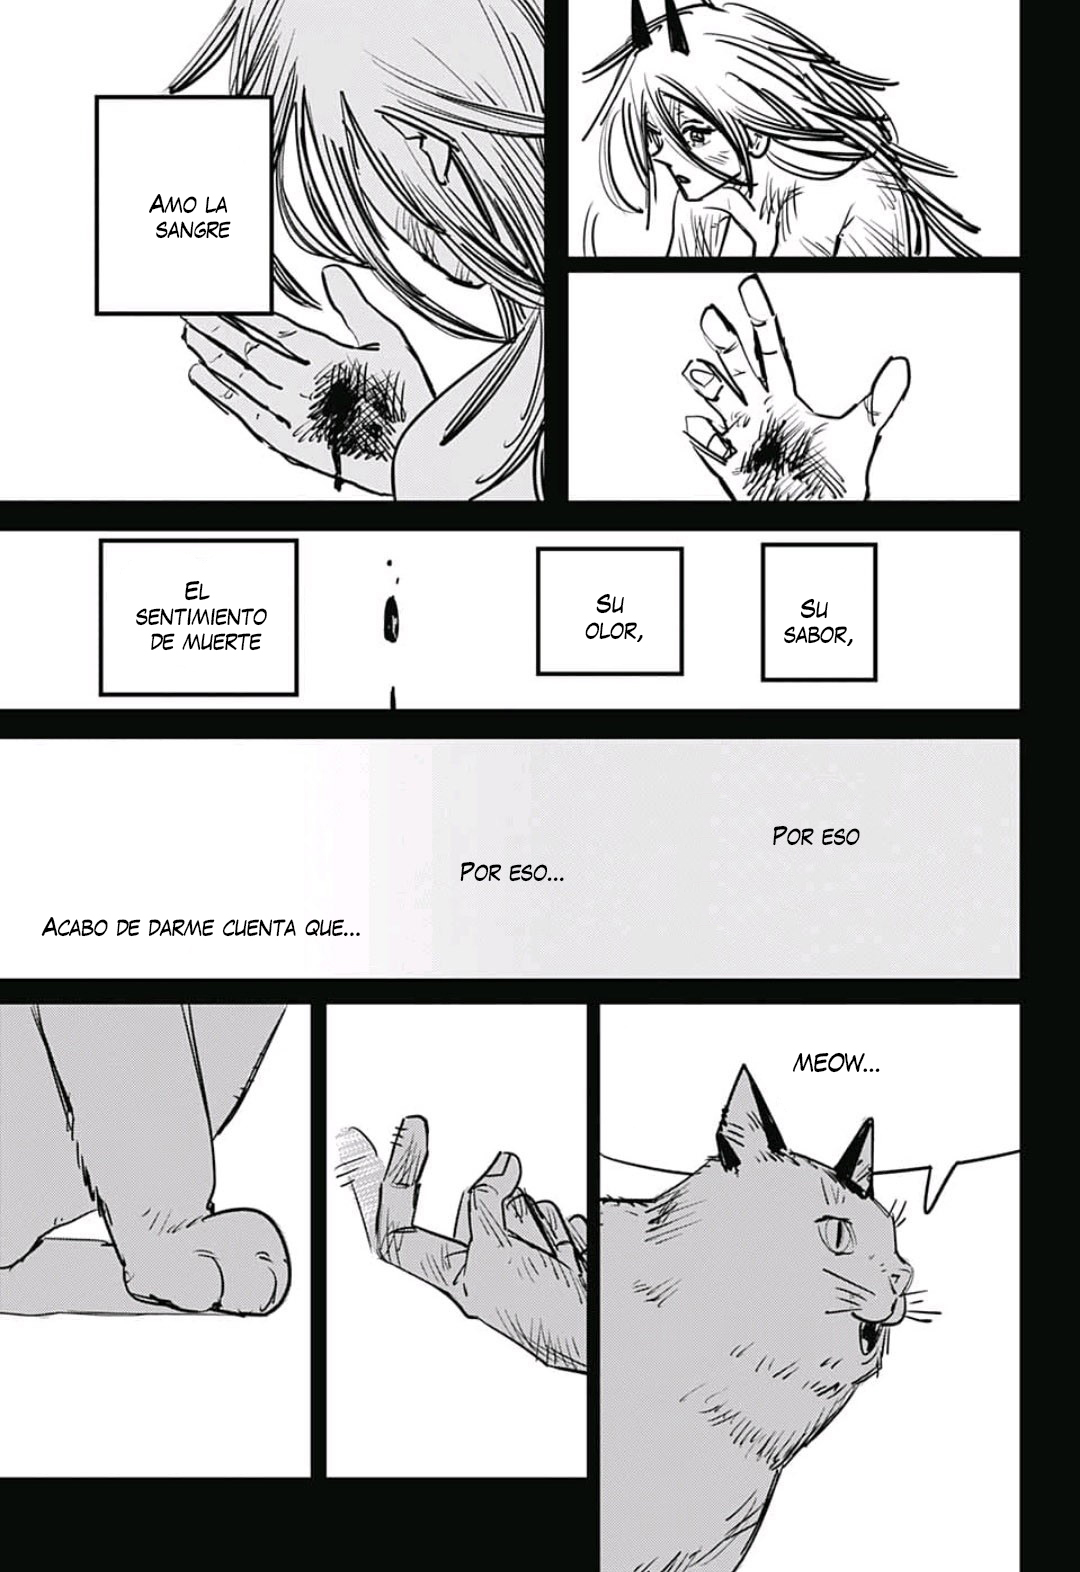 AMO LA
SANGRE
SU
SABOR,
SU
OLOR,
EL
SENTIMIENTO
DE MUERTE
POR ESO
POR ESO...
ACABO DE DARME CUENTA QUE...
MEOW...